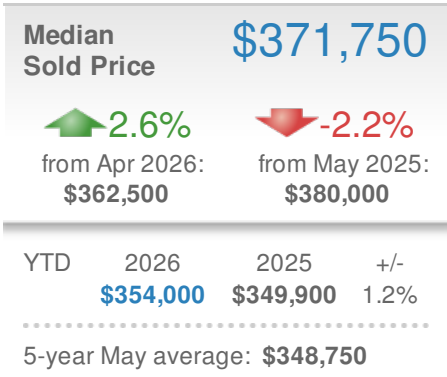 Median
Sold Price
$371,750
2.6% -2.2%
from Apr 2026: from May 2025:
$362,500 $380,000
YTD 2026 2025 +/-
$354,000 $349,900 1.2%
5-year May average: $348,750